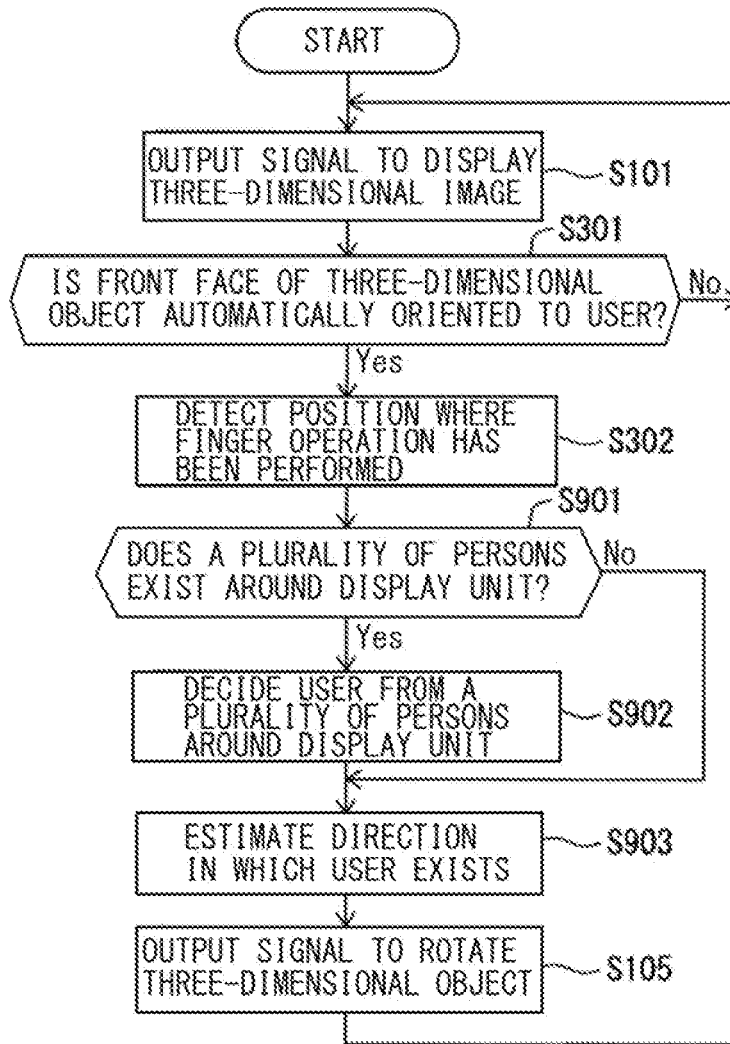 START
OUTPUT SIGNAL TO DISPLAY
THREE-DIMENSIONAL IMAGE
S101
S301
IS FRONT FACE OF THREE-DIMENSIONAL
OBJECT AUTOMATICALLY ORIENTED TO USER?
No.
Yes
DETECT POSITION WHERE
FINGER OPERATION HAS
BEEN PERFORMED
S302
S901
DOES A PLURALITY OF PERSONS
EXIST AROUND DISPLAY UNIT?
No
Yes
DECIDE USER FROM A
PLURALITY OF PERSONS
AROUND DISPLAY UNIT
S902
ESTIMATE DIRECTION
IN WHICH USER EXISTS
S903
OUTPUT SIGNAL TO ROTATE
THREE-DIMENSIONAL OBJECT
S105